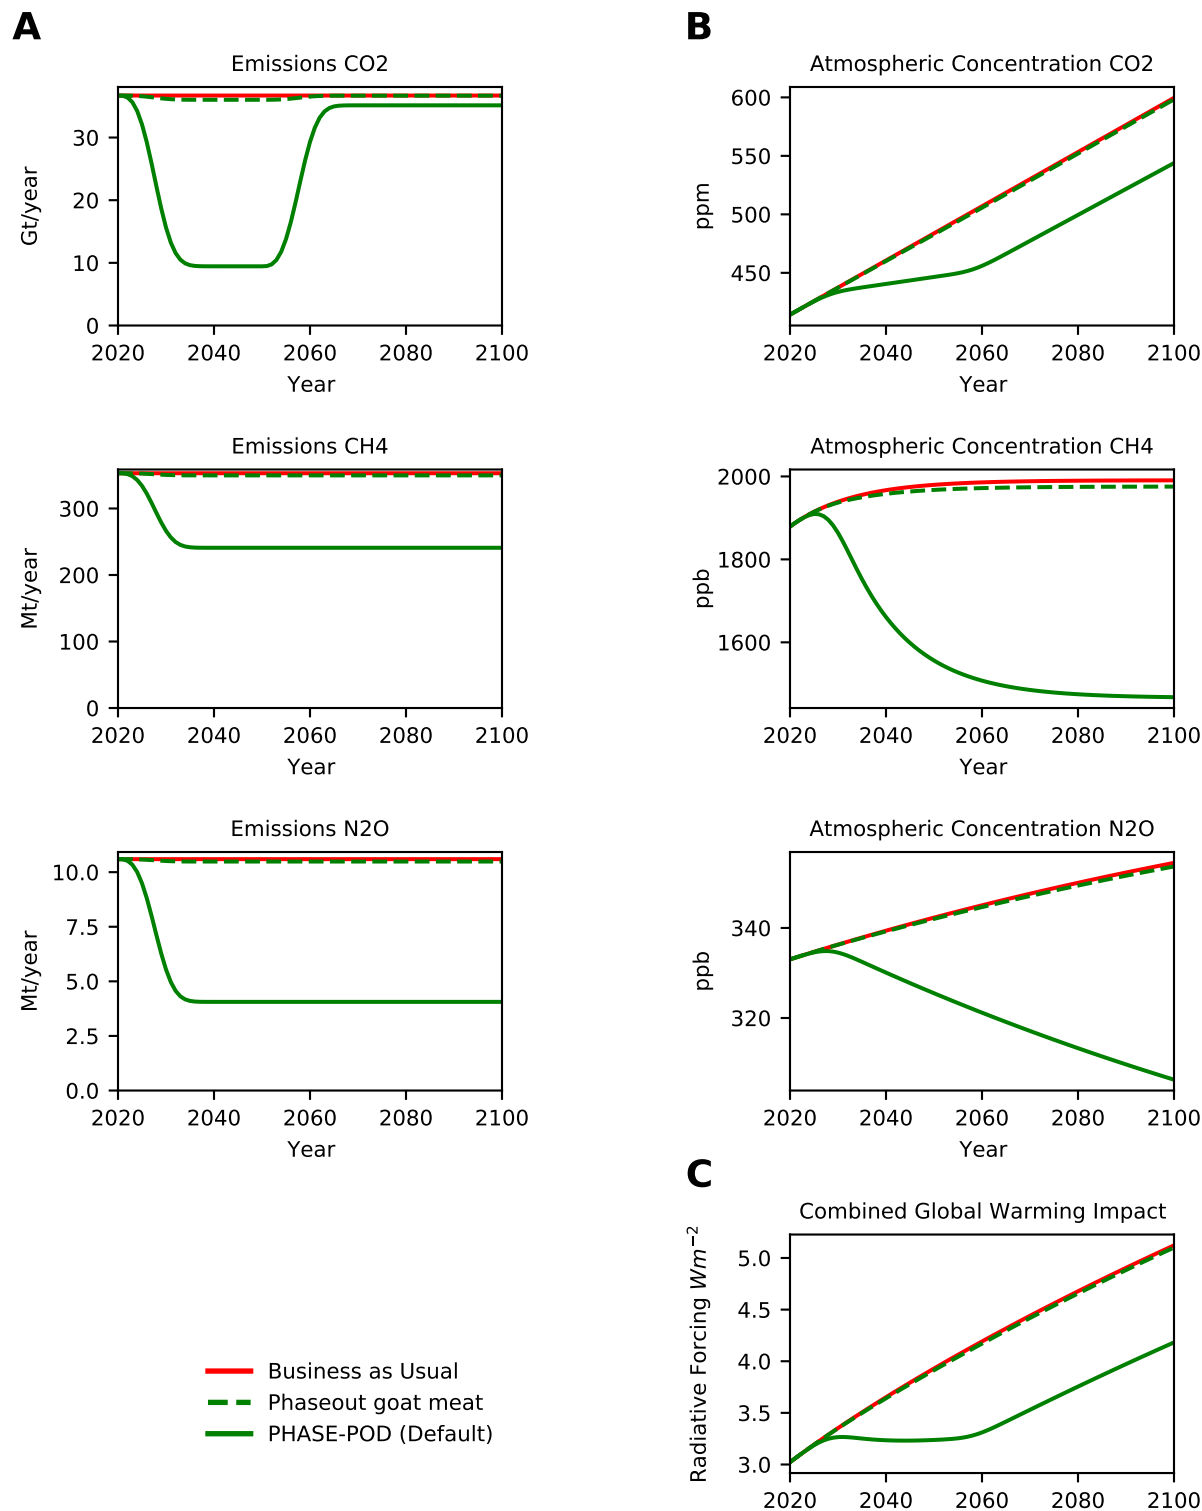 A
Emissions CO2
Gt/year
30
20
10
0
2020 2040 2060 2080 2100
Year
B
Atmospheric Concentration CO2
ppm
600
550
500
450
2020 2040 2060 2080 2100
Year
Emissions CH4
Mt/year
300
200
100
0
2020 2040 2060 2080 2100
Year
Atmospheric Concentration CH4
ppb
2000
1800
1600
2020 2040 2060 2080 2100
Year
Emissions N2O
Mt/year
10.0
7.5
5.0
2.5
0.0
2020 2040 2060 2080 2100
Year
Atmospheric Concentration N2O
ppb
340
320
2020 2040 2060 2080 2100
Year
C
Combined Global Warming Impact
Radiative Forcing Wm⁻²
5.0
4.5
4.0
3.5
3.0
2020 2040 2060 2080 2100
Business as Usual
Phaseout goat meat
PHASE-POD (Default)